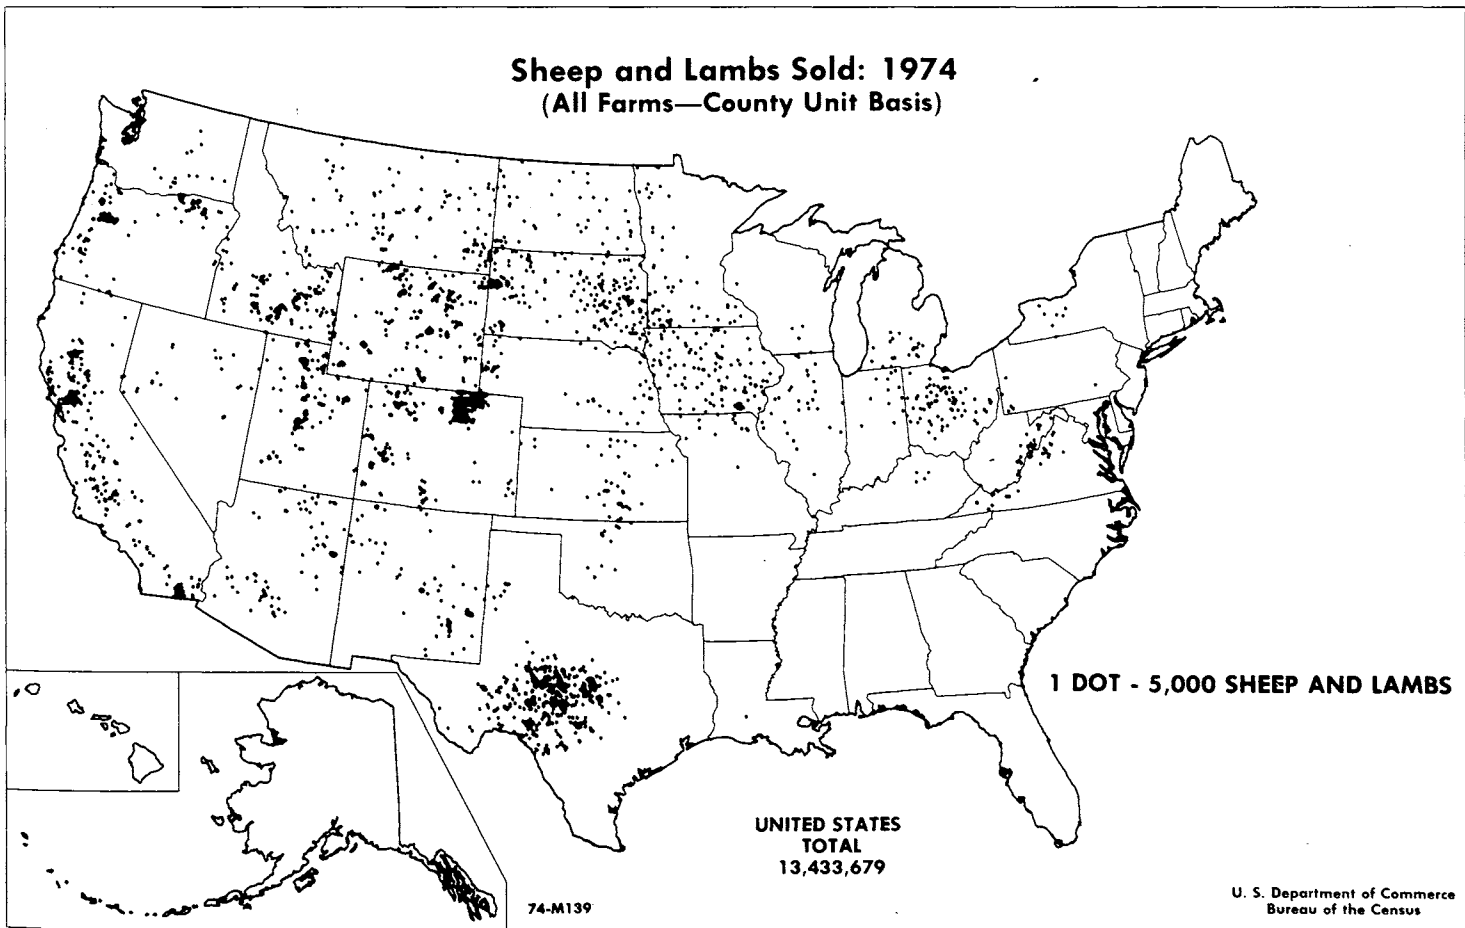 Sheep and Lambs Sold: 1974
(All Farms—County Unit Basis)
1 DOT - 5,000 SHEEP AND LAMBS
UNITED STATES
TOTAL
13,433,679
74-M139
U. S. Department of Commerce
Bureau of the Census